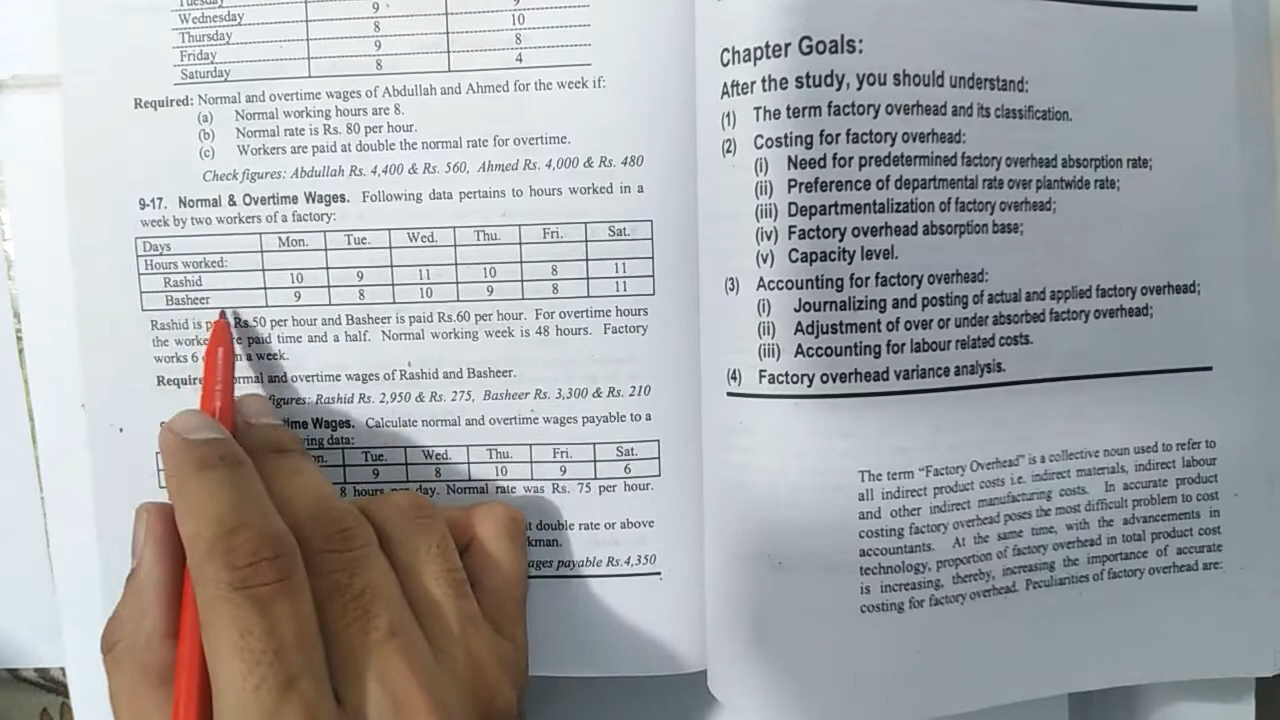 Tuesday 9 9
Wednesday 8 10
Thursday 9 8
Friday 8 4
Saturday
Required: Normal and overtime wages of Abdullah and Ahmed for the week if:
(a) Normal working hours are 8.
(b) Normal rate is Rs. 80 per hour.
(c) Workers are paid at double the normal rate for overtime.
Check figures: Abdullah Rs. 4,400 & Rs. 560, Ahmed Rs. 4,000 & Rs. 480
9-17. Normal & Overtime Wages. Following data pertains to hours worked in a
week by two workers of a factory:
Days Mon. Tue. Wed. Thu. Fri. Sat.
Hours worked:
Rashid 10 9 11 10 8 11
Basheer 9 8 10 9 8 11
Rashid is Rs.50 per hour and Basheer is paid Rs.60 per hour. For overtime hours
the paid time and a half. Normal working week is 48 hours. Factory
works 6 a week.
and overtime wages of Rashid and Basheer.
Rashid Rs. 2,950 & Rs. 275, Basheer Rs. 3,300 & Rs. 210
Wages. Calculate normal and overtime wages payable to a
data:
Tue. Wed. Thu. Fri. Sat.
9 8 10 9 6
8 hours day. Normal rate was Rs. 75 per hour.
double rate or above
payable Rs.4,350
Chapter Goals:
After the study, you should understand:
(1) The term factory overhead and its classification.
(2) Costing for factory overhead:
(i) Need for predetermined factory overhead absorption rate;
(ii) Preference of departmental rate over plantwide rate;
(iii) Departmentalization of factory overhead;
(iv) Factory overhead absorption base;
(v) Capacity level.
(3) Accounting for factory overhead:
(i) Journalizing and posting of actual and applied factory overhead;
(ii) Adjustment of over or under absorbed factory overhead;
(iii) Accounting for labour related costs.
(4) Factory overhead variance analysis.
The term “Factory Overhead” is a collective noun used to refer to
all indirect product costs i.e. indirect materials, indirect labour
and other indirect manufacturing costs. In accurate product
costing factory overhead poses the most difficult problem to cost
accountants. At the same time, with the advancements in
technology, proportion of factory overhead in total product cost
is increasing, thereby, increasing the importance of accurate
costing for factory overhead. Peculiarities of factory overhead are: